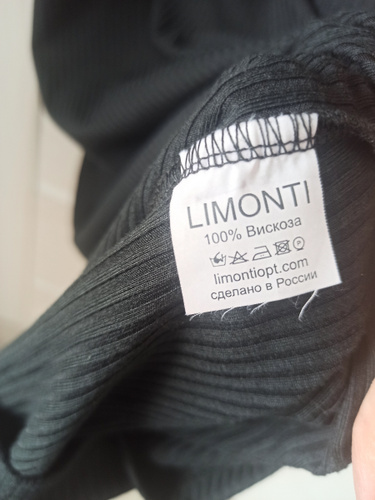 LIMONTI
100% Вискоза
limontiopt.com
сделано в России